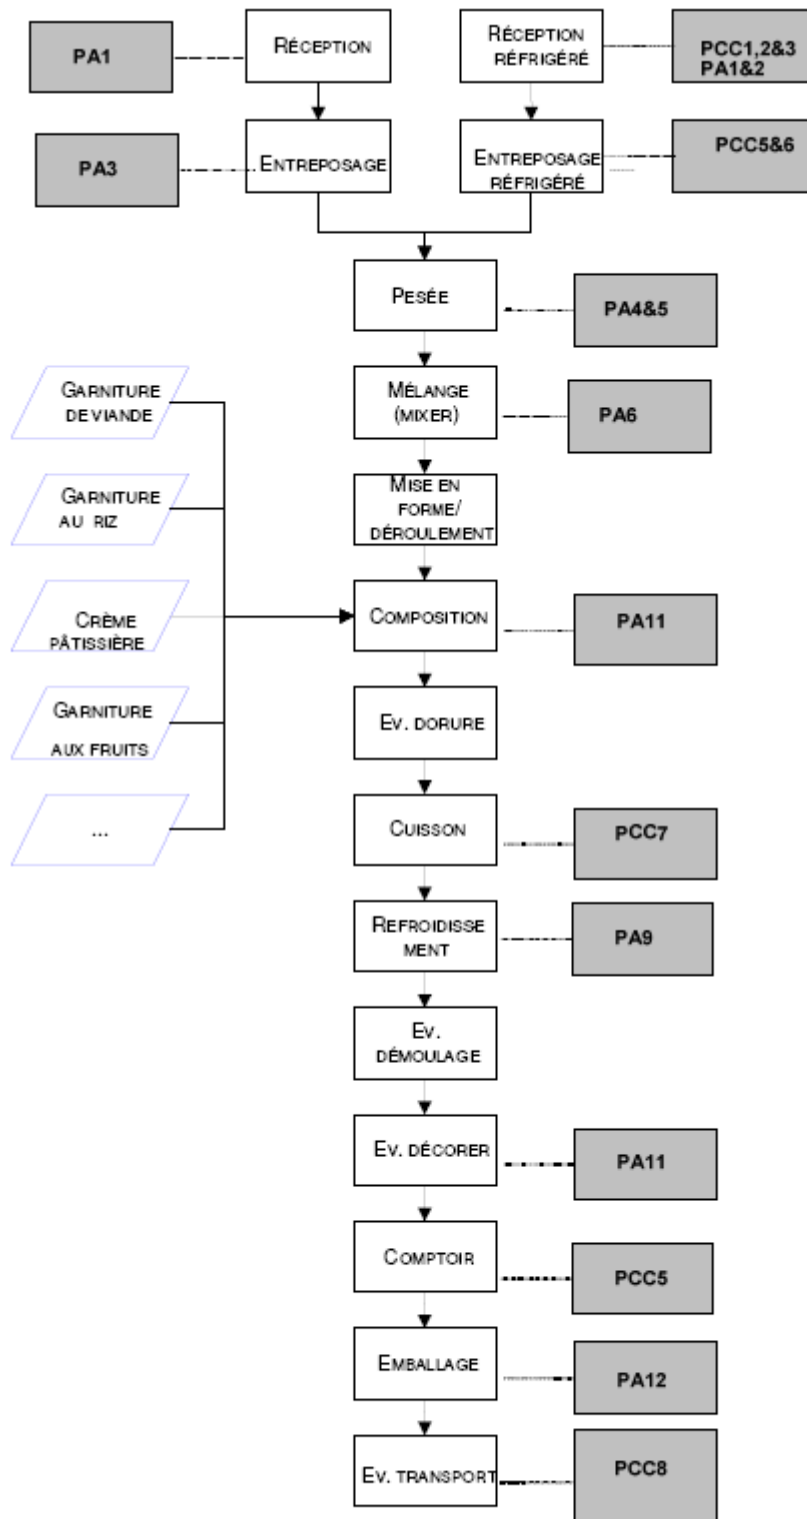 PA1
RÉCEPTION
RÉCEPTION
RÉFRIGÉRÉ
PCC1,2&3
PA1&2
PA3
ENTREPOSAGE
ENTREPOSAGE
RÉFRIGÉRÉ
PCC5&6
PESÉE
PA4&5
GARNITURE
DE VIANDE
MÉLANGE
(MIXER)
PA6
GARNITURE
AU RIZ
MISE EN
FORME/
DÉROULEMENT
CRÈME
PÂTISSIÈRE
COMPOSITION
PA11
GARNITURE
AUX FRUITS
EV. DORURE
...
CUISSON
PCC7
REFROIDISSE
MENT
PA9
EV.
DÉMOULAGE
EV. DÉCORER
PA11
COMPTOIR
PCC5
EMBALLAGE
PA12
EV. TRANSPORT
PCC8